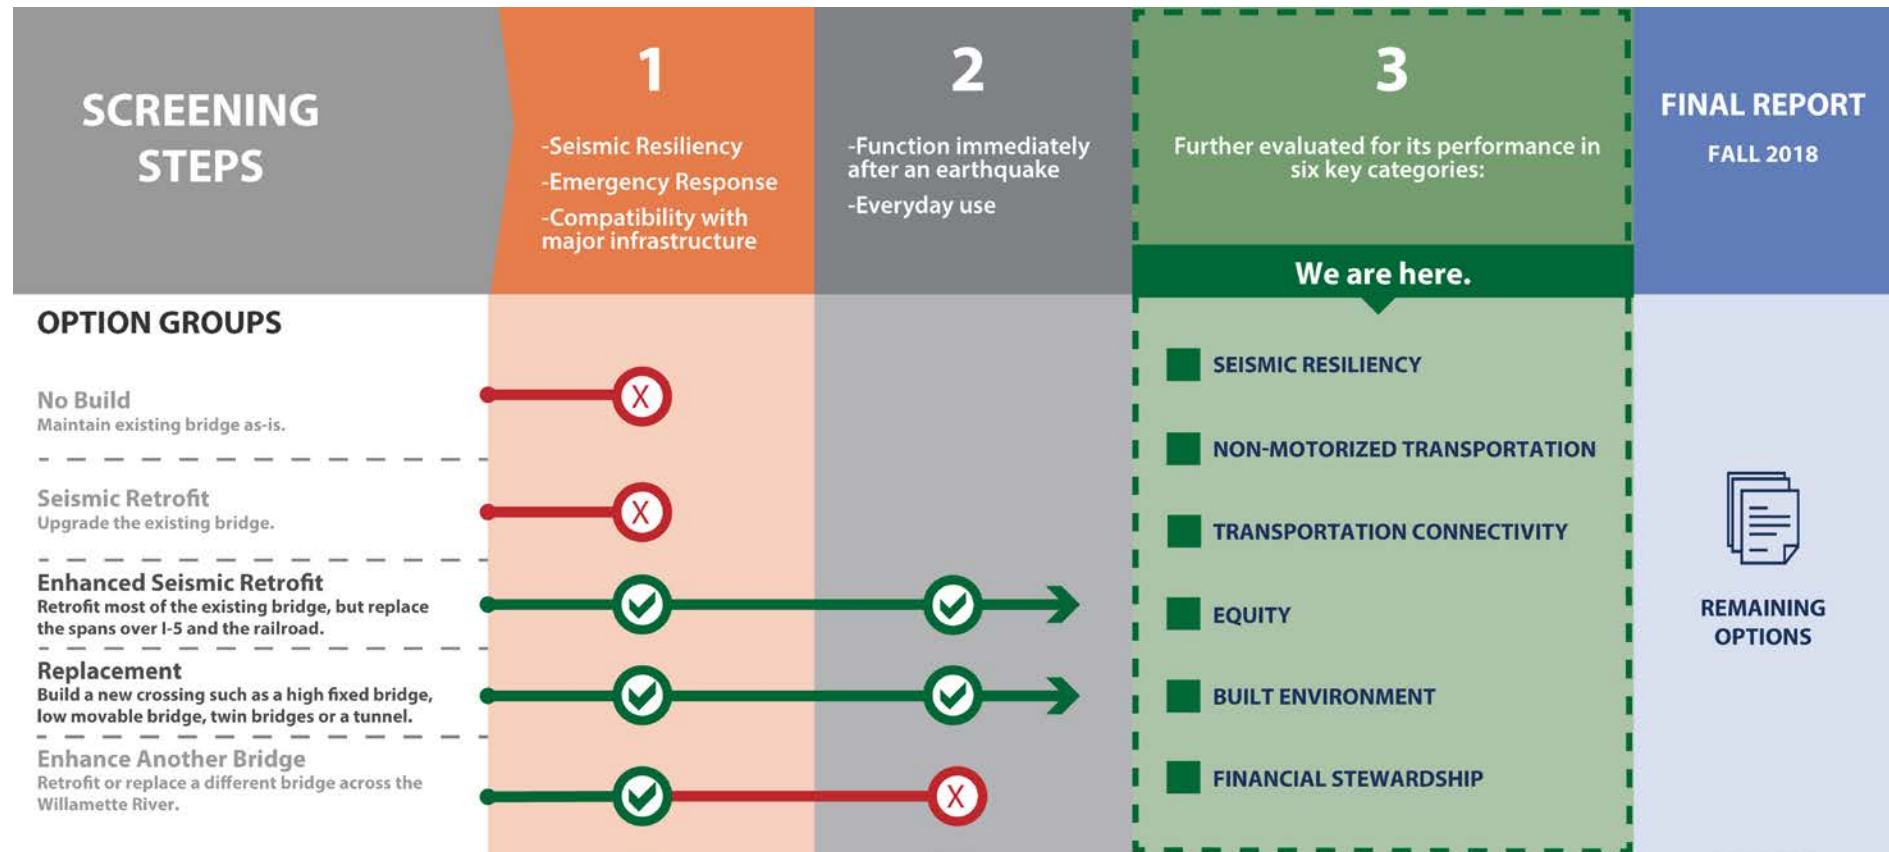 SCREENING
STEPS
1
-Seismic Resiliency
-Emergency Response
-Compatibility with
major infrastructure
2
-Function immediately
after an earthquake
-Everyday use
3
Further evaluated for its performance in
six key categories:
We are here.
FINAL REPORT
FALL 2018
OPTION GROUPS
No Build
Maintain existing bridge as-is.
X
Seismic Retrofit
Upgrade the existing bridge.
X
Enhanced Seismic Retrofit
Retrofit most of the existing bridge, but replace
the spans over I-5 and the railroad.
Replacement
Build a new crossing such as a high fixed bridge,
low movable bridge, twin bridges or a tunnel.
Enhance Another Bridge
Retrofit or replace a different bridge across the
Willamette River.
X
SEISMIC RESILIENCY
NON-MOTORIZED TRANSPORTATION
TRANSPORTATION CONNECTIVITY
EQUITY
BUILT ENVIRONMENT
FINANCIAL STEWARDSHIP
REMAINING
OPTIONS